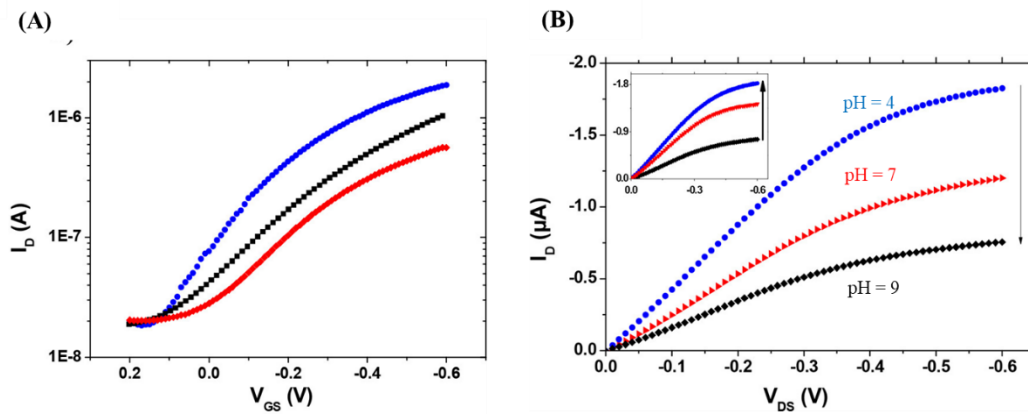 (A)
1E-6
1E-7
1E-8
I_D (A)
0.2 0.0 -0.2 -0.4 -0.6
V_GS (V)
(B)
-2.0
-1.5
-1.0
-0.5
0.0
I_D (µA)
-1.8
-0.9
0.0
0.0 -0.3 -0.6
pH = 4
pH = 7
pH = 9
0.0 -0.1 -0.2 -0.3 -0.4 -0.5 -0.6
V_DS (V)